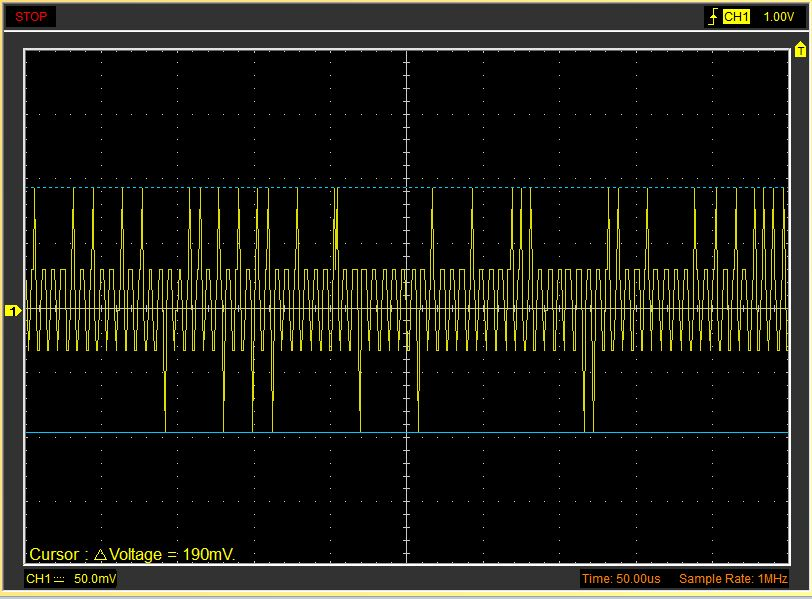 STOP
CH1 1.00V
T
1
Cursor : △Voltage = 190mV.
CH1 50.0mV
Time: 50.00us Sample Rate: 1MHz